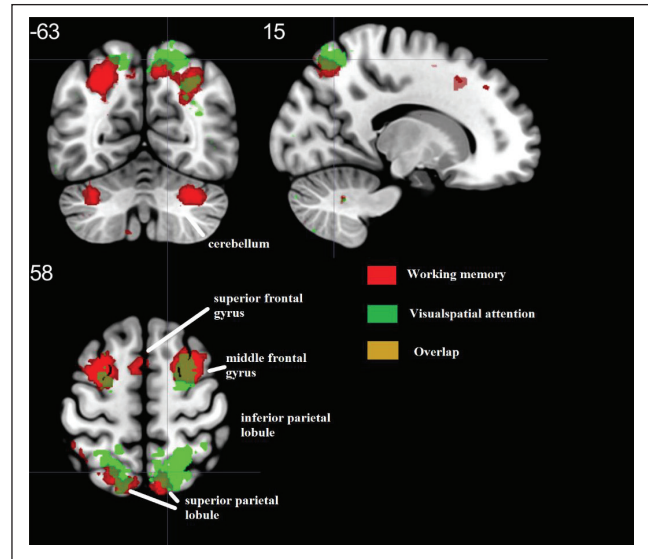 -63
15
cerebellum
58
superior frontal
gyrus
middle frontal
gyrus
inferior parietal
lobule
superior parietal
lobule
Working memory
Visualspatial attention
Overlap